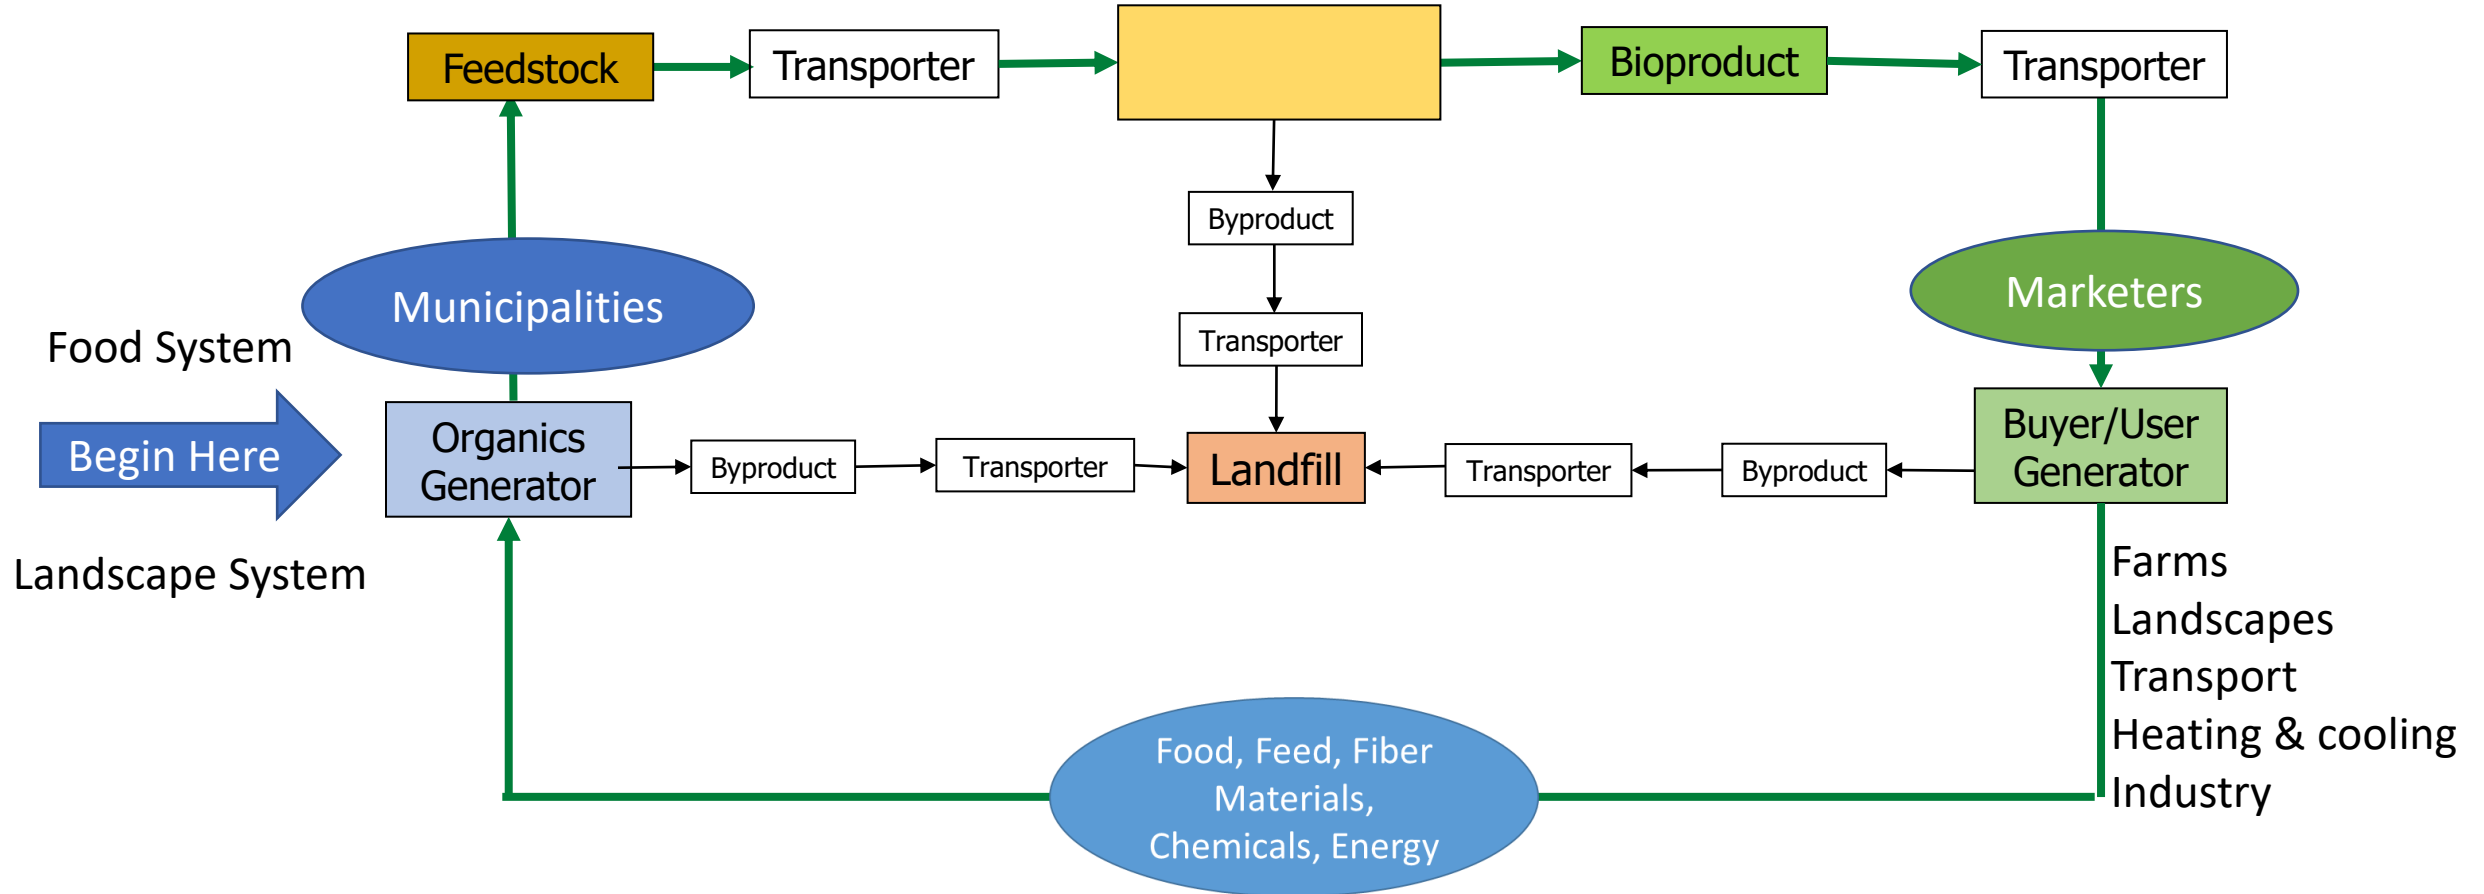 Feedstock
Transporter
Bioproduct
Transporter
Byproduct
Municipalities
Marketers
Transporter
Food System
Begin Here
Organics
Generator
Byproduct
Transporter
Landfill
Transporter
Byproduct
Buyer/User
Generator
Landscape System
Farms
Landscapes
Transport
Heating & cooling
Industry
Food, Feed, Fiber
Materials,
Chemicals, Energy